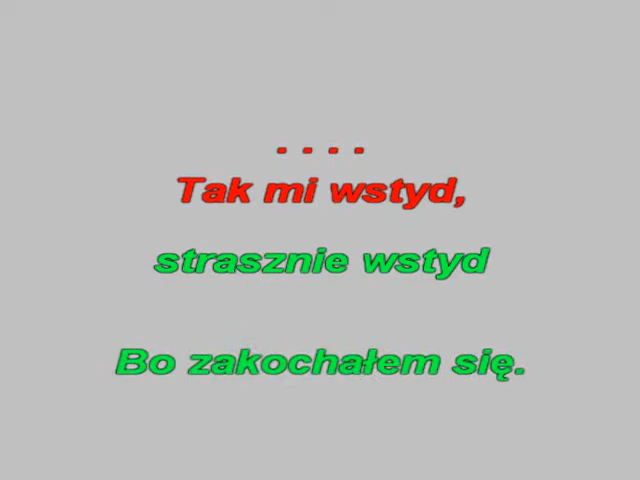 . . . .
Tak mi wstyd,
strasznie wstyd
Bo zakochałem się.